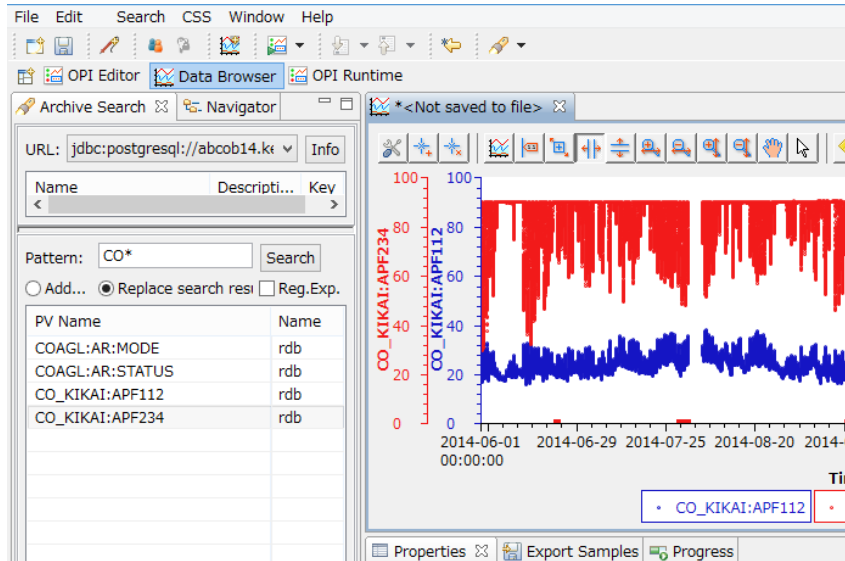 File Edit Search CSS Window Help
OPI Editor Data Browser OPI Runtime
Archive Search Navigator
*<Not saved to file>
URL: jdbc:postgresql://abcob14.ke Info
Name Descripti... Key
Pattern: CO* Search
Add... Replace search resu Reg.Exp.
PV Name Name
COAGL:AR:MODE rdb
COAGL:AR:STATUS rdb
CO_KIKAI:APF112 rdb
CO_KIKAI:APF234 rdb
CO_KIKAI:APF234
100
80
60
40
20
0
CO_KIKAI:APF112
100
80
60
40
20
0
2014-06-01 2014-06-29 2014-07-25 2014-08-20 2014-
00:00:00
Ti
CO_KIKAI:APF112
Properties Export Samples Progress